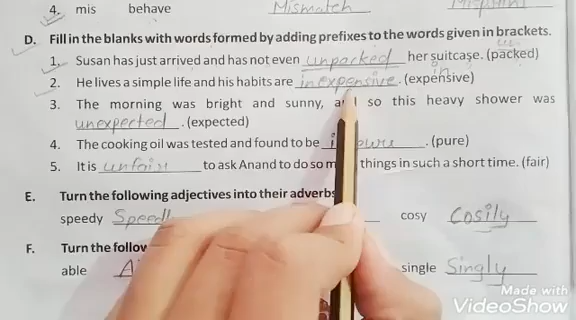 4. mis behave Mismatch
D. Fill in the blanks with words formed by adding prefixes to the words given in brackets.
un
1. Susan has just arrived and has not even unpacked her suitcase. (packed)
in
2. He lives a simple life and his habits are inexpensive. (expensive)
3. The morning was bright and sunny, a so this heavy shower was
unexpected. (expected)
4. The cooking oil was tested and found to be i pure. (pure)
5. It is unfair to ask Anand to do so m things in such a short time. (fair)
E. Turn the following adjectives into their adverbs
speedy Speedi cosy Cosily
F. Turn the follow
able A single Singly
Made with
VideoShow